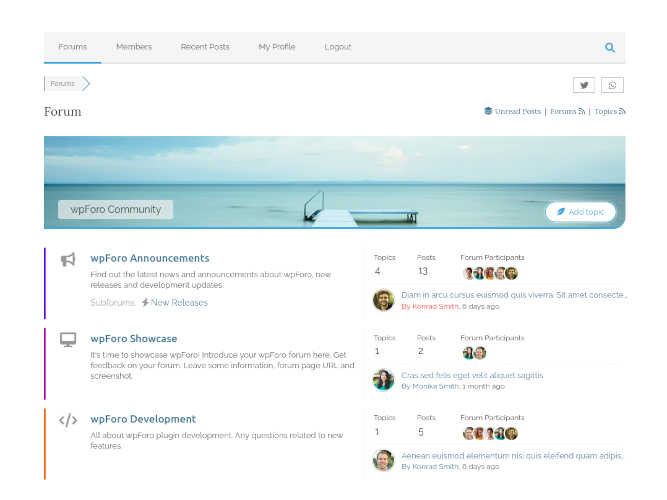 Forums Members Recent Posts My Profile Logout
Forums
Forum
Unread Posts | Forums | Topics
wpForo Community
Add topic
wpForo Announcements
Find out the latest news and announcements about wpForo, new
releases and development updates.
Subforums: New Releases
Topics Posts Forum Participants
4 13
Diam in arcu cursus euismod quis viverra. Sit amet consecte...
By Konrad Smith, 6 days ago
wpForo Showcase
It's time to showcase wpForo! Introduce your wpForo forum here. Get
feedback on your forum. Leave some information, forum page URL and
screenshot.
Topics Posts Forum Participants
1 2
Cras sed felis eget velit aliquet sagittis
By Monika Smith, 1 month ago
wpForo Development
All about wpForo plugin development. Any questions related to new
features.
Topics Posts Forum Participants
1 5
Aenean euismod elementum nisi quis eleifend quam adipis..
By Konrad Smith, 6 days ago